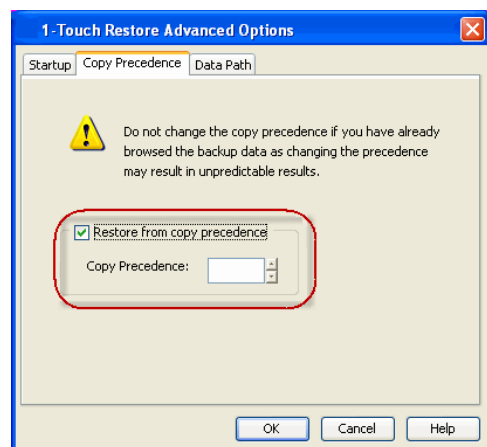 1-Touch Restore Advanced Options
Startup Copy Precedence Data Path
Do not change the copy precedence if you have already
browsed the backup data as changing the precedence
may result in unpredictable results.
Restore from copy precedence
Copy Precedence:
OK Cancel Help